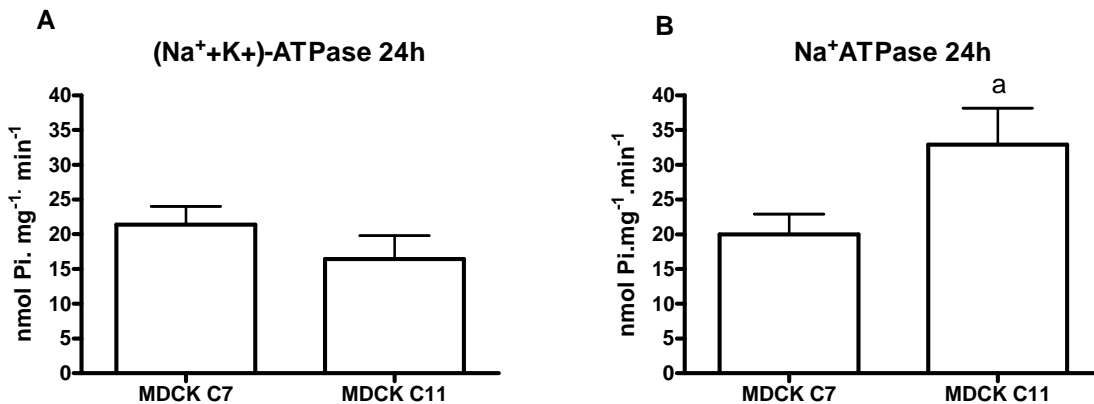 A
(Na⁺+K+)-ATPase 24h
nmol Pi. mg⁻¹· min⁻¹
40
35
30
25
20
15
10
5
0
MDCK C7 MDCK C11
B
Na⁺ATPase 24h
a
nmol Pi.mg⁻¹.min⁻¹
40
35
30
25
20
15
10
5
0
MDCK C7 MDCK C11